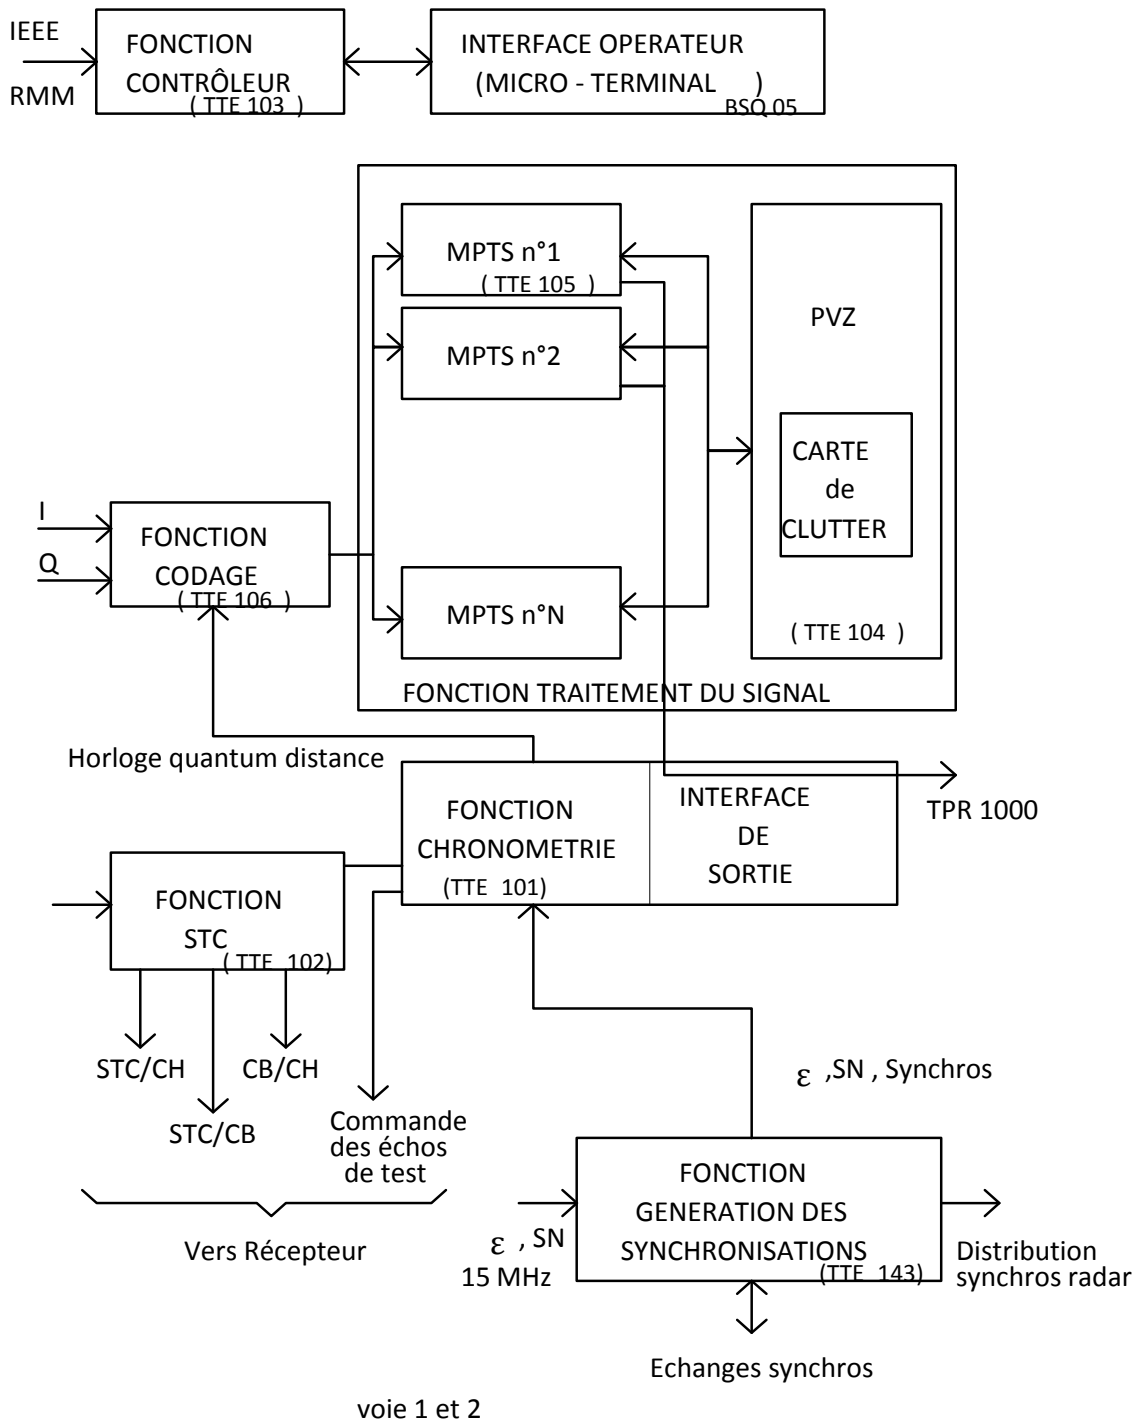 IEEE
RMM
FONCTION
CONTRÔLEUR
( TTE 103 )
INTERFACE OPERATEUR
(MICRO - TERMINAL )
BSQ 05
MPTS n°1
( TTE 105 )
MPTS n°2
PVZ
CARTE
de
CLUTTER
I
Q
FONCTION
CODAGE
( TTE 106 )
MPTS n°N
( TTE 104 )
FONCTION TRAITEMENT DU SIGNAL
Horloge quantum distance
FONCTION
CHRONOMETRIE
(TTE 101)
INTERFACE
DE
SORTIE
TPR 1000
FONCTION
STC
( TTE 102)
STC/CH
CB/CH
STC/CB
Commande
des échos
de test
Vers Récepteur
ε ,SN , Synchros
FONCTION
GENERATION DES
SYNCHRONISATIONS
(TTE 143)
ε , SN
15 MHz
Distribution
synchros radar
Echanges synchros
voie 1 et 2